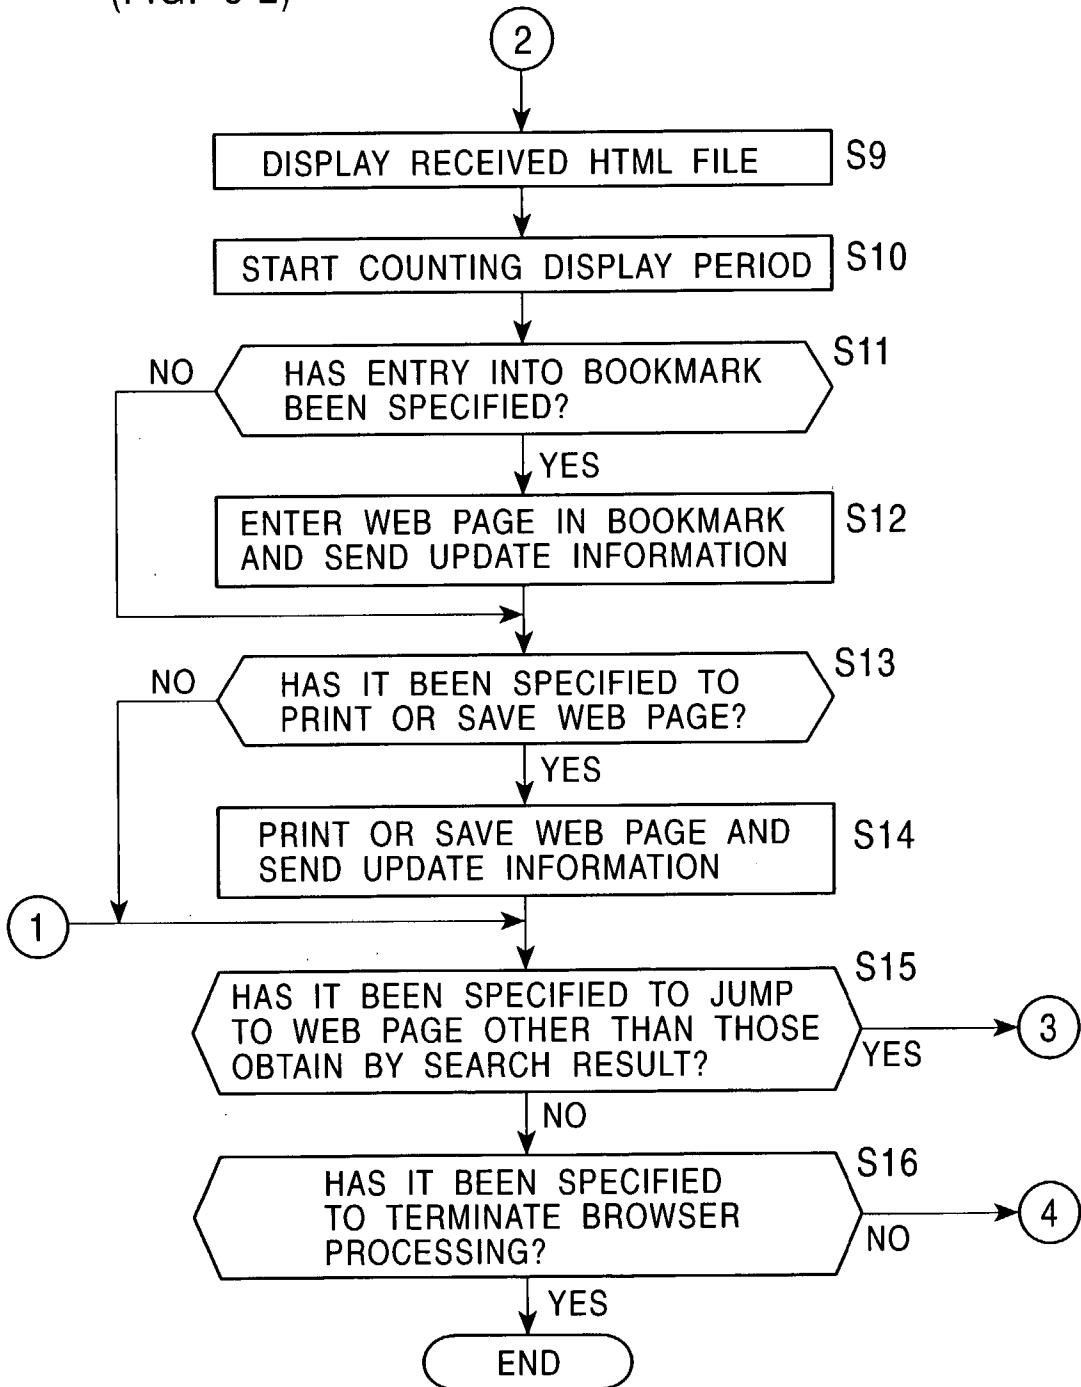 2
DISPLAY RECEIVED HTML FILE
S9
START COUNTING DISPLAY PERIOD
S10
HAS ENTRY INTO BOOKMARK
BEEN SPECIFIED?
S11
NO
YES
ENTER WEB PAGE IN BOOKMARK
AND SEND UPDATE INFORMATION
S12
HAS IT BEEN SPECIFIED TO
PRINT OR SAVE WEB PAGE?
S13
NO
YES
PRINT OR SAVE WEB PAGE AND
SEND UPDATE INFORMATION
S14
1
HAS IT BEEN SPECIFIED TO JUMP
TO WEB PAGE OTHER THAN THOSE
OBTAIN BY SEARCH RESULT?
S15
YES
3
NO
HAS IT BEEN SPECIFIED
TO TERMINATE BROWSER
PROCESSING?
S16
NO
4
YES
END